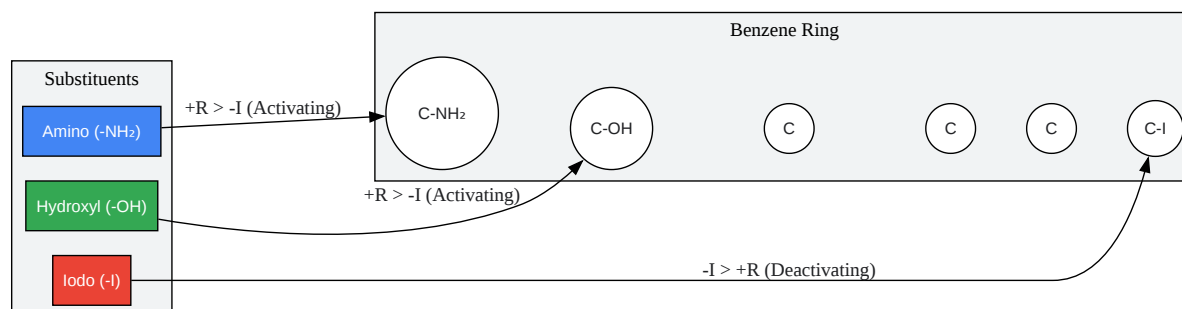 Benzene Ring
Substituents
Amino (-NH₂)
+R > -I (Activating)
C-NH₂
C-OH
C
C
C
C-I
Hydroxyl (-OH)
+R > -I (Activating)
Iodo (-I)
-I > +R (Deactivating)